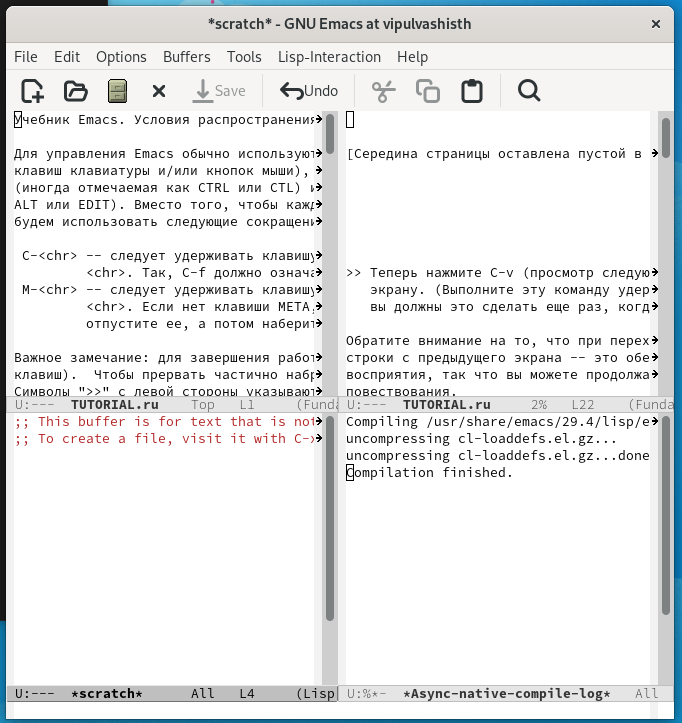 *scratch* - GNU Emacs at vipulvashisth
File Edit Options Buffers Tools Lisp-Interaction Help
Save Undo
Учебник Emacs. Условия распространения
Для управления Emacs обычно используют
клавиш клавиатуры и/или кнопок мыши),
(иногда отмечаемая как CTRL или CTL) и
ALT или EDIT). Вместо того, чтобы кажд
будем использовать следующие сокращени
C-<chr> -- следует удерживать клавишу
<chr>. Так, C-f должно означа
M-<chr> -- следует удерживать клавишу
<chr>. Если нет клавиши META,
отпустите ее, а потом наберит
Важное замечание: для завершения работ
клавиш). Чтобы прервать частично набр
Символы ">>" с левой стороны указывают
U:--- TUTORIAL.ru Top L1 (Funda
[Середина страницы оставлена пустой в
>> Теперь нажмите C-v (просмотр следую
экрану. (Выполните эту команду удер
вы должны это сделать еще раз, когд
Обратите внимание на то, что при перех
строки с предыдущего экрана -- это обе
восприятия, так что вы можете продолжа
повествования.
U:--- TUTORIAL.ru 2% L22 (Funda
;; This buffer is for text that is not
;; To create a file, visit it with C-x
U:--- *scratch* All L4 (Lisp
Compiling /usr/share/emacs/29.4/lisp/e
uncompressing cl-loaddefs.el.gz...
uncompressing cl-loaddefs.el.gz...done
Compilation finished.
U:%*- *Async-native-compile-log* All